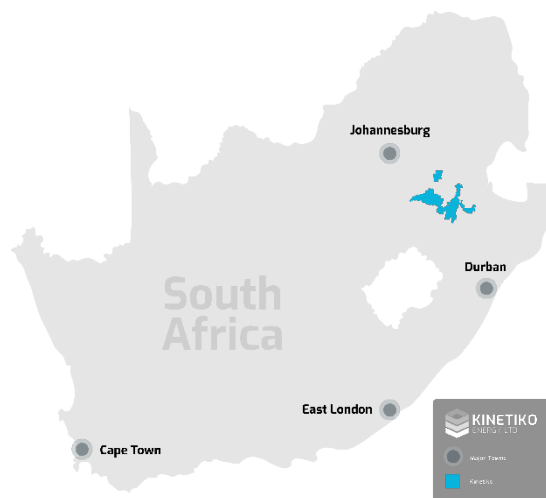 Johannesburg
Durban
South
Africa
East London
Cape Town
KINETIKO
ENERGY LTD
Major Towns
Kinetiko